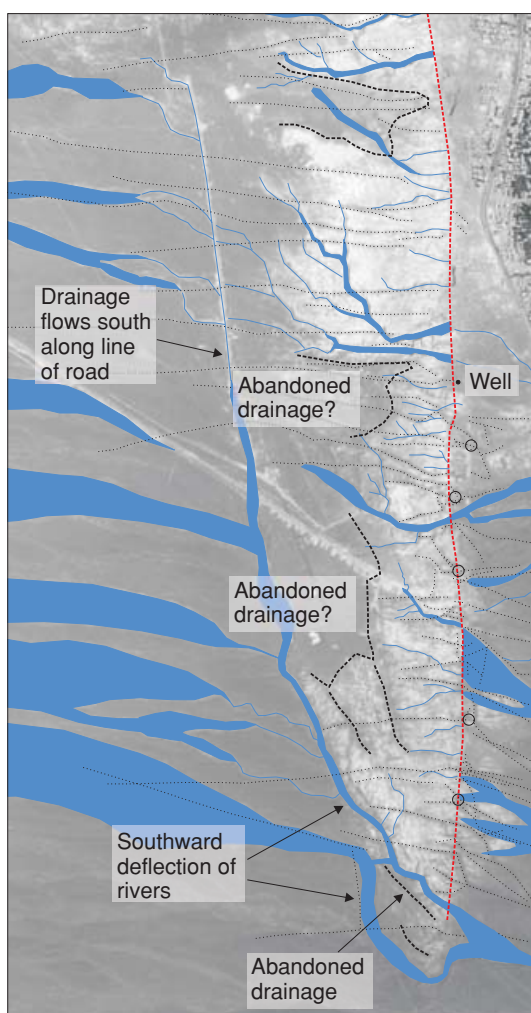 Drainage
flows south
along line
of road
Abandoned
drainage?
Well
Abandoned
drainage?
Southward
deflection of
rivers
Abandoned
drainage